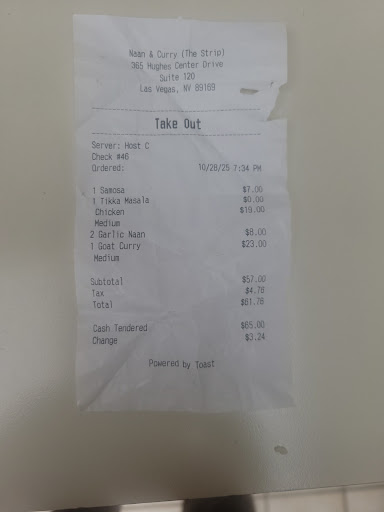 Naan & Curry (The Strip)
365 Hughes Center Drive
Suite 120
Las Vegas, NV 89169
Take Out
Server: Host C
Check #46
Ordered: 10/28/25 7:34 PM
1 Samosa $7.00
1 Tikka Masala $0.00
Chicken $19.00
Medium
2 Garlic Naan $8.00
1 Goat Curry $23.00
Medium
Subtotal $57.00
Tax $4.78
Total $61.78
Cash Tendered $65.00
Change $3.24
Powered by Toast